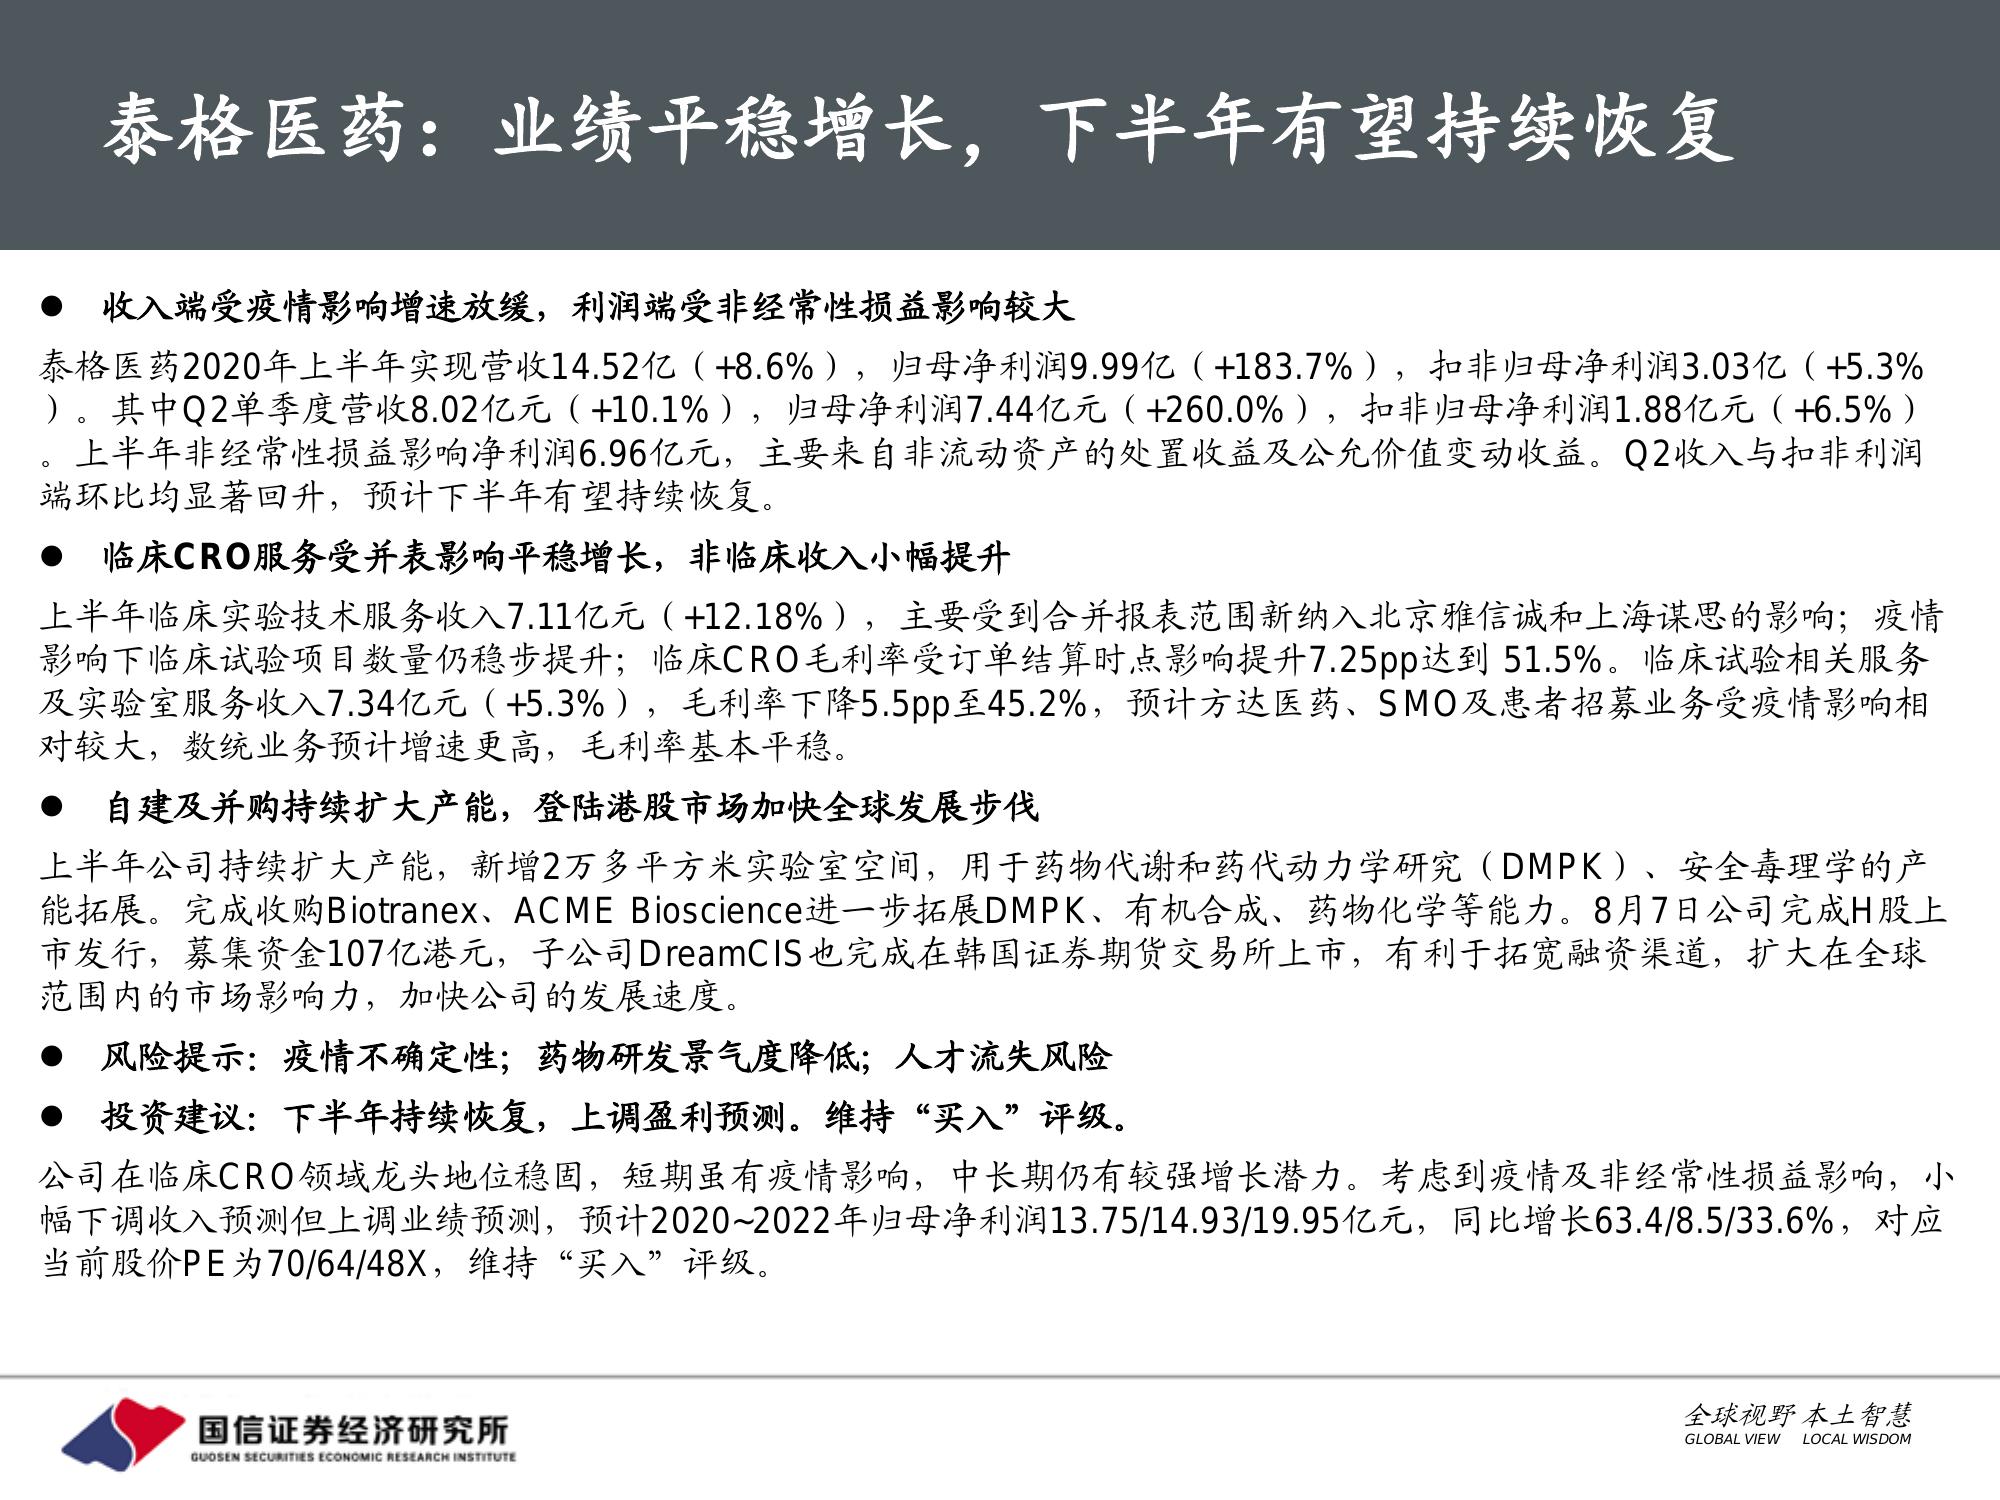 泰格医药：业绩平稳增长，下半年有望持续恢复
● 收入端受疫情影响增速放缓，利润端受非经常性损益影响较大
泰格医药2020年上半年实现营收14.52亿（+8.6%），归母净利润9.99亿（+183.7%），扣非归母净利润3.03亿（+5.3%
）。其中Q2单季度营收8.02亿元（+10.1%），归母净利润7.44亿元（+260.0%），扣非归母净利润1.88亿元（+6.5%）
。上半年非经常性损益影响净利润6.96亿元，主要来自非流动资产的处置收益及公允价值变动收益。Q2收入与扣非利润
端环比均显著回升，预计下半年有望持续恢复。
● 临床CRO服务受并表影响平稳增长，非临床收入小幅提升
上半年临床实验技术服务收入7.11亿元（+12.18%），主要受到合并报表范围新纳入北京雅信诚和上海谋思的影响；疫情
影响下临床试验项目数量仍稳步提升；临床CRO毛利率受订单结算时点影响提升7.25pp达到 51.5%。临床试验相关服务
及实验室服务收入7.34亿元（+5.3%），毛利率下降5.5pp至45.2%，预计方达医药、SMO及患者招募业务受疫情影响相
对较大，数统业务预计增速更高，毛利率基本平稳。
● 自建及并购持续扩大产能，登陆港股市场加快全球发展步伐
上半年公司持续扩大产能，新增2万多平方米实验室空间，用于药物代谢和药代动力学研究（DMPK）、安全毒理学的产
能拓展。完成收购Biotranex、ACME Bioscience进一步拓展DMPK、有机合成、药物化学等能力。8月7日公司完成H股上
市发行，募集资金107亿港元，子公司DreamCIS也完成在韩国证券期货交易所上市，有利于拓宽融资渠道，扩大在全球
范围内的市场影响力，加快公司的发展速度。
● 风险提示：疫情不确定性；药物研发景气度降低；人才流失风险
● 投资建议：下半年持续恢复，上调盈利预测。维持“买入”评级。
公司在临床CRO领域龙头地位稳固，短期虽有疫情影响，中长期仍有较强增长潜力。考虑到疫情及非经常性损益影响，小
幅下调收入预测但上调业绩预测，预计2020~2022年归母净利润13.75/14.93/19.95亿元，同比增长63.4/8.5/33.6%，对应
当前股价PE为70/64/48X，维持“买入”评级。
国信证券经济研究所
GUOSEN SECURITIES ECONOMIC RESEARCH INSTITUTE
全球视野 本土智慧
GLOBAL VIEW LOCAL WISDOM